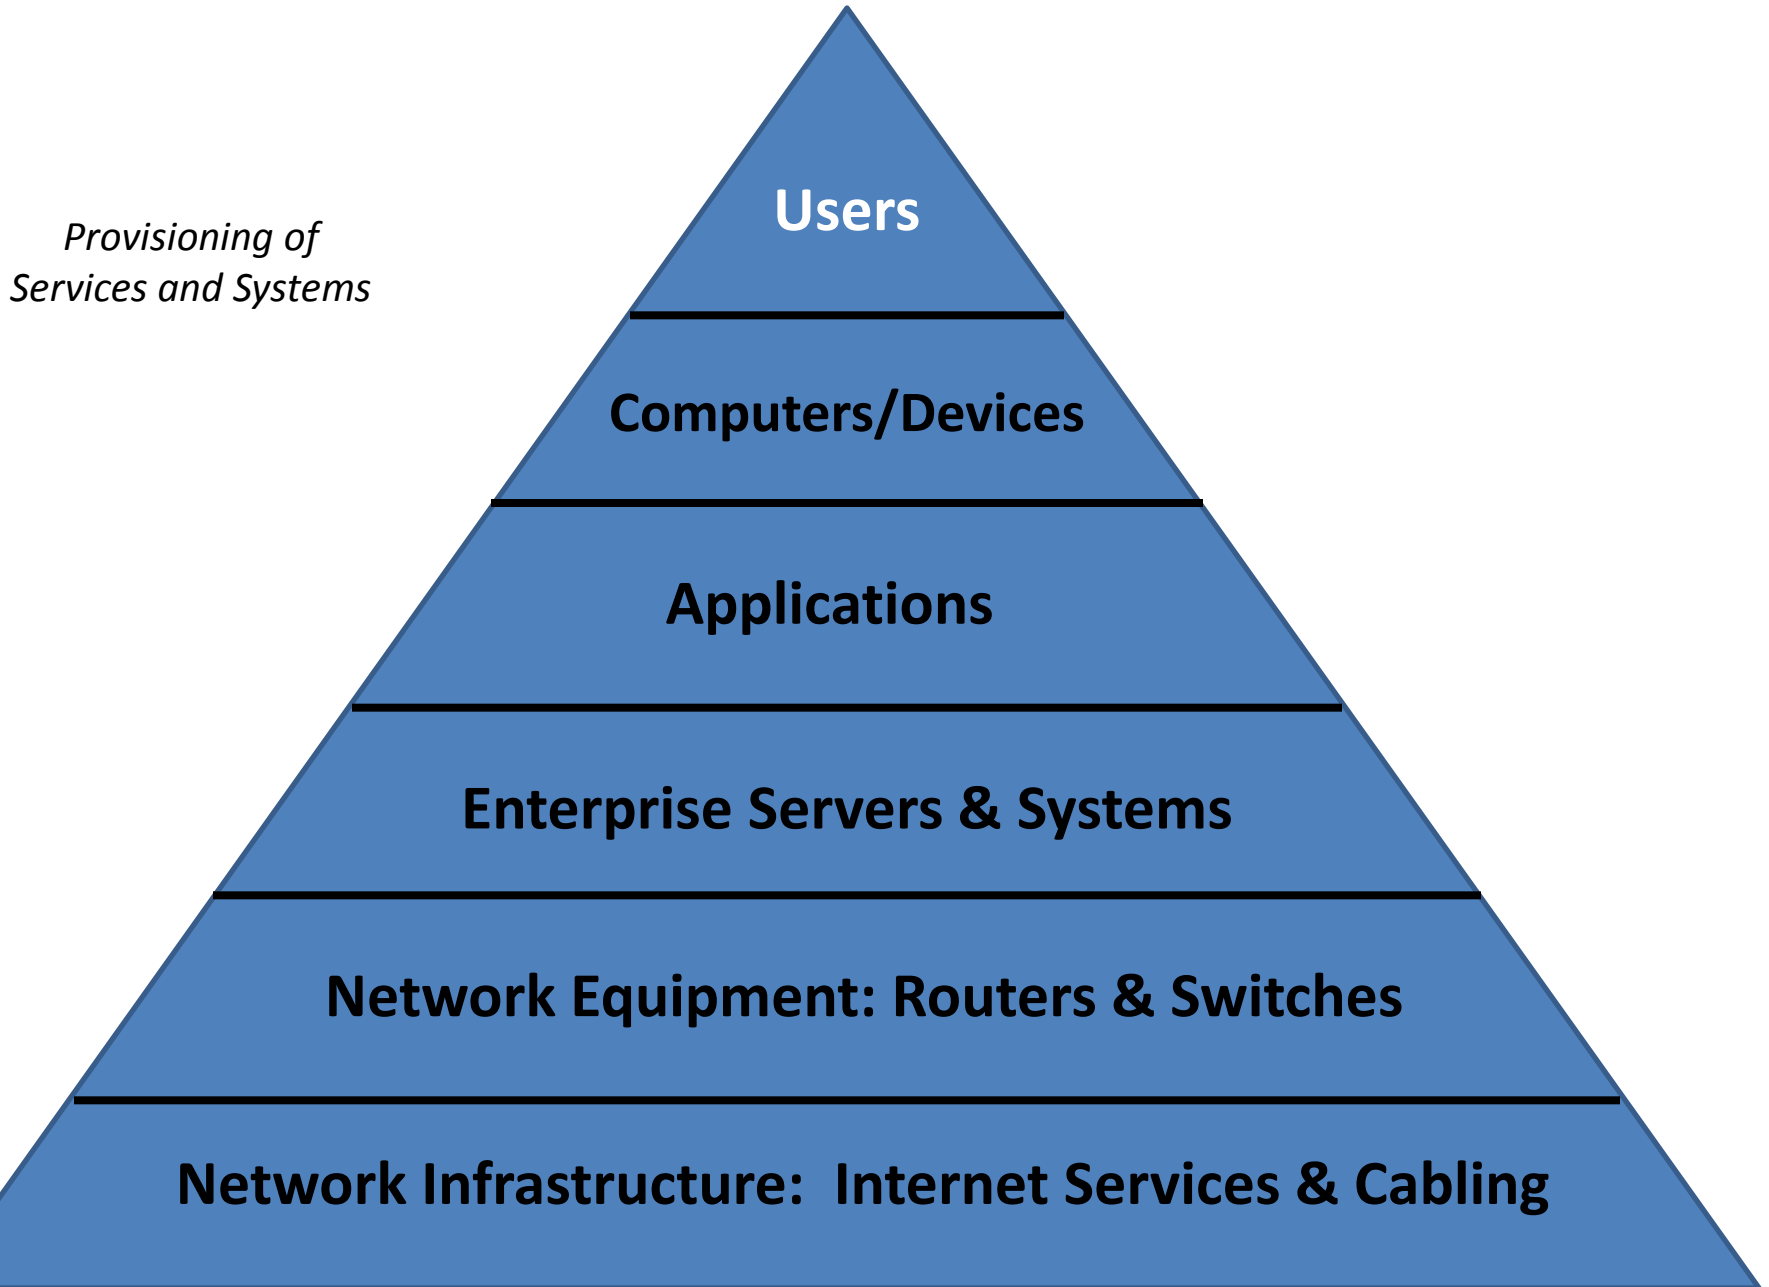 Users
Provisioning of
Services and Systems
Computers/Devices
Applications
Enterprise Servers & Systems
Network Equipment: Routers & Switches
Network Infrastructure:  Internet Services & Cabling